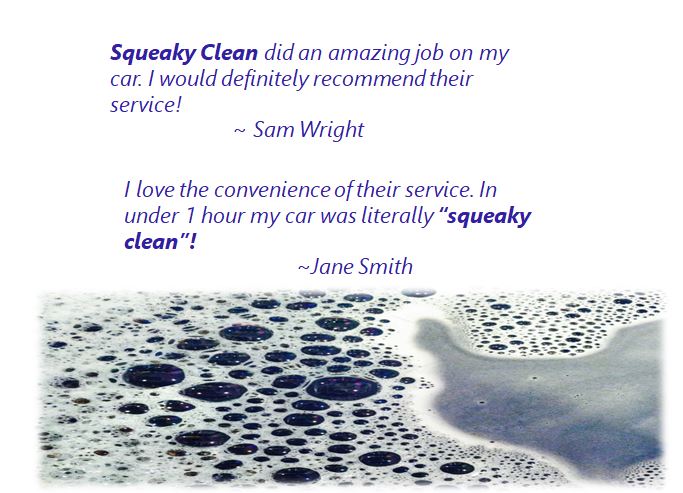 Squeaky Clean did an amazing job on my
car. I would definitely recommend their
service!
~ Sam Wright
I love the convenience of their service. In
under 1 hour my car was literally “squeaky
clean”!
~Jane Smith